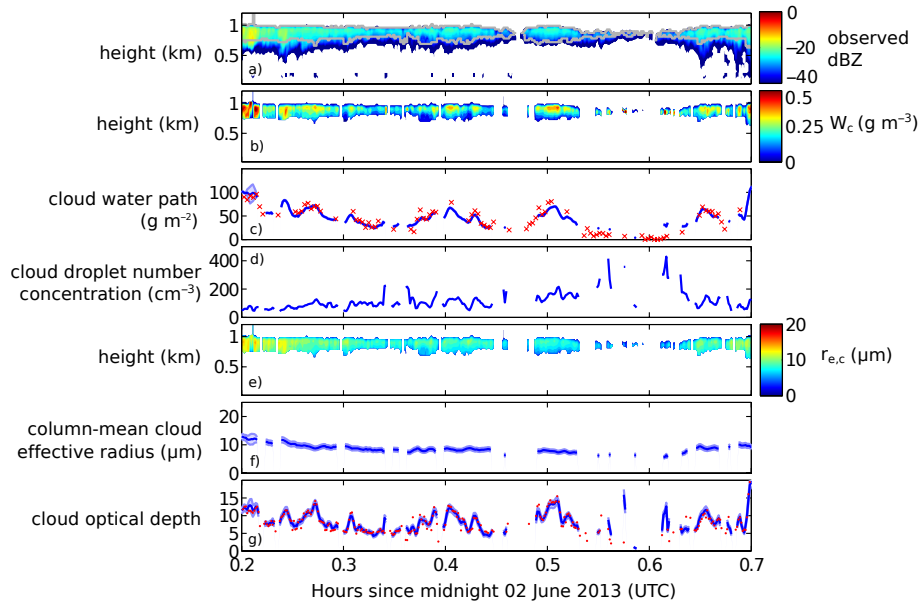 1
0.5
height (km)
a)
0
−20
−40
observed
dBZ
1
0.5
height (km)
b)
0.5
0.25
0
W_c (g m⁻³)
100
50
0
cloud water path
(g m⁻²)
c)
400
200
0
cloud droplet number
concentration (cm⁻³)
d)
1
0.5
height (km)
e)
20
10
0
r_e,c (μm)
20
10
0
column-mean cloud
effective radius (μm)
f)
15
10
5
0
cloud optical depth
g)
0.2 0.3 0.4 0.5 0.6 0.7
Hours since midnight 02 June 2013 (UTC)